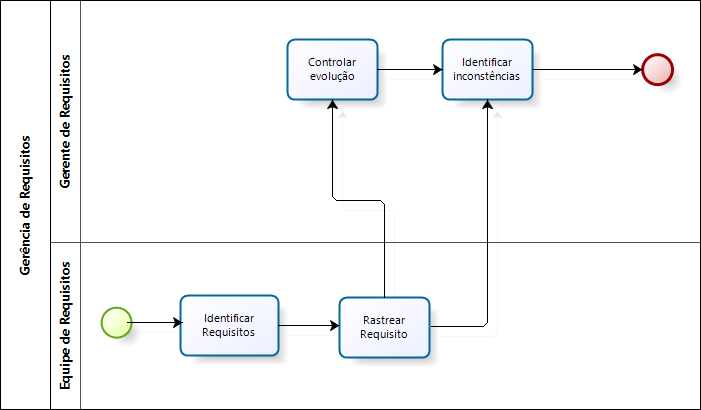 Gerência de Requisitos
Gerente de Requisitos
Controlar
evolução
Identificar
inconstências
Equipe de Requisitos
Identificar
Requisitos
Rastrear
Requisito